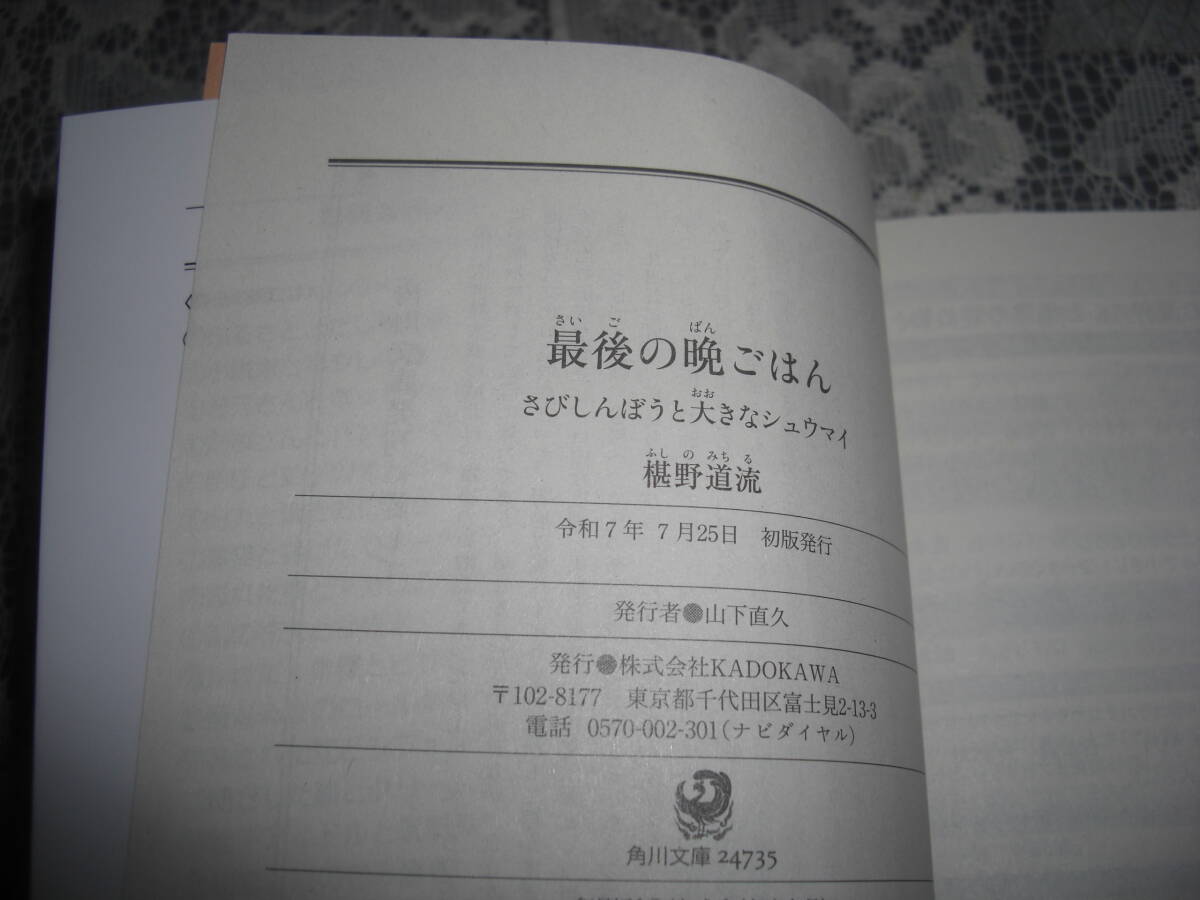 最後の晩ごはん
さびしんぼうと大きなシュウマイ
椹野道流
令和7年 7月25日 初版発行
発行者●山下直久
発行●株式会社KADOKAWA
〒102-8177 東京都千代田区富士見2-13-3
電話 0570-002-301(ナビダイヤル)
角川文庫 24735